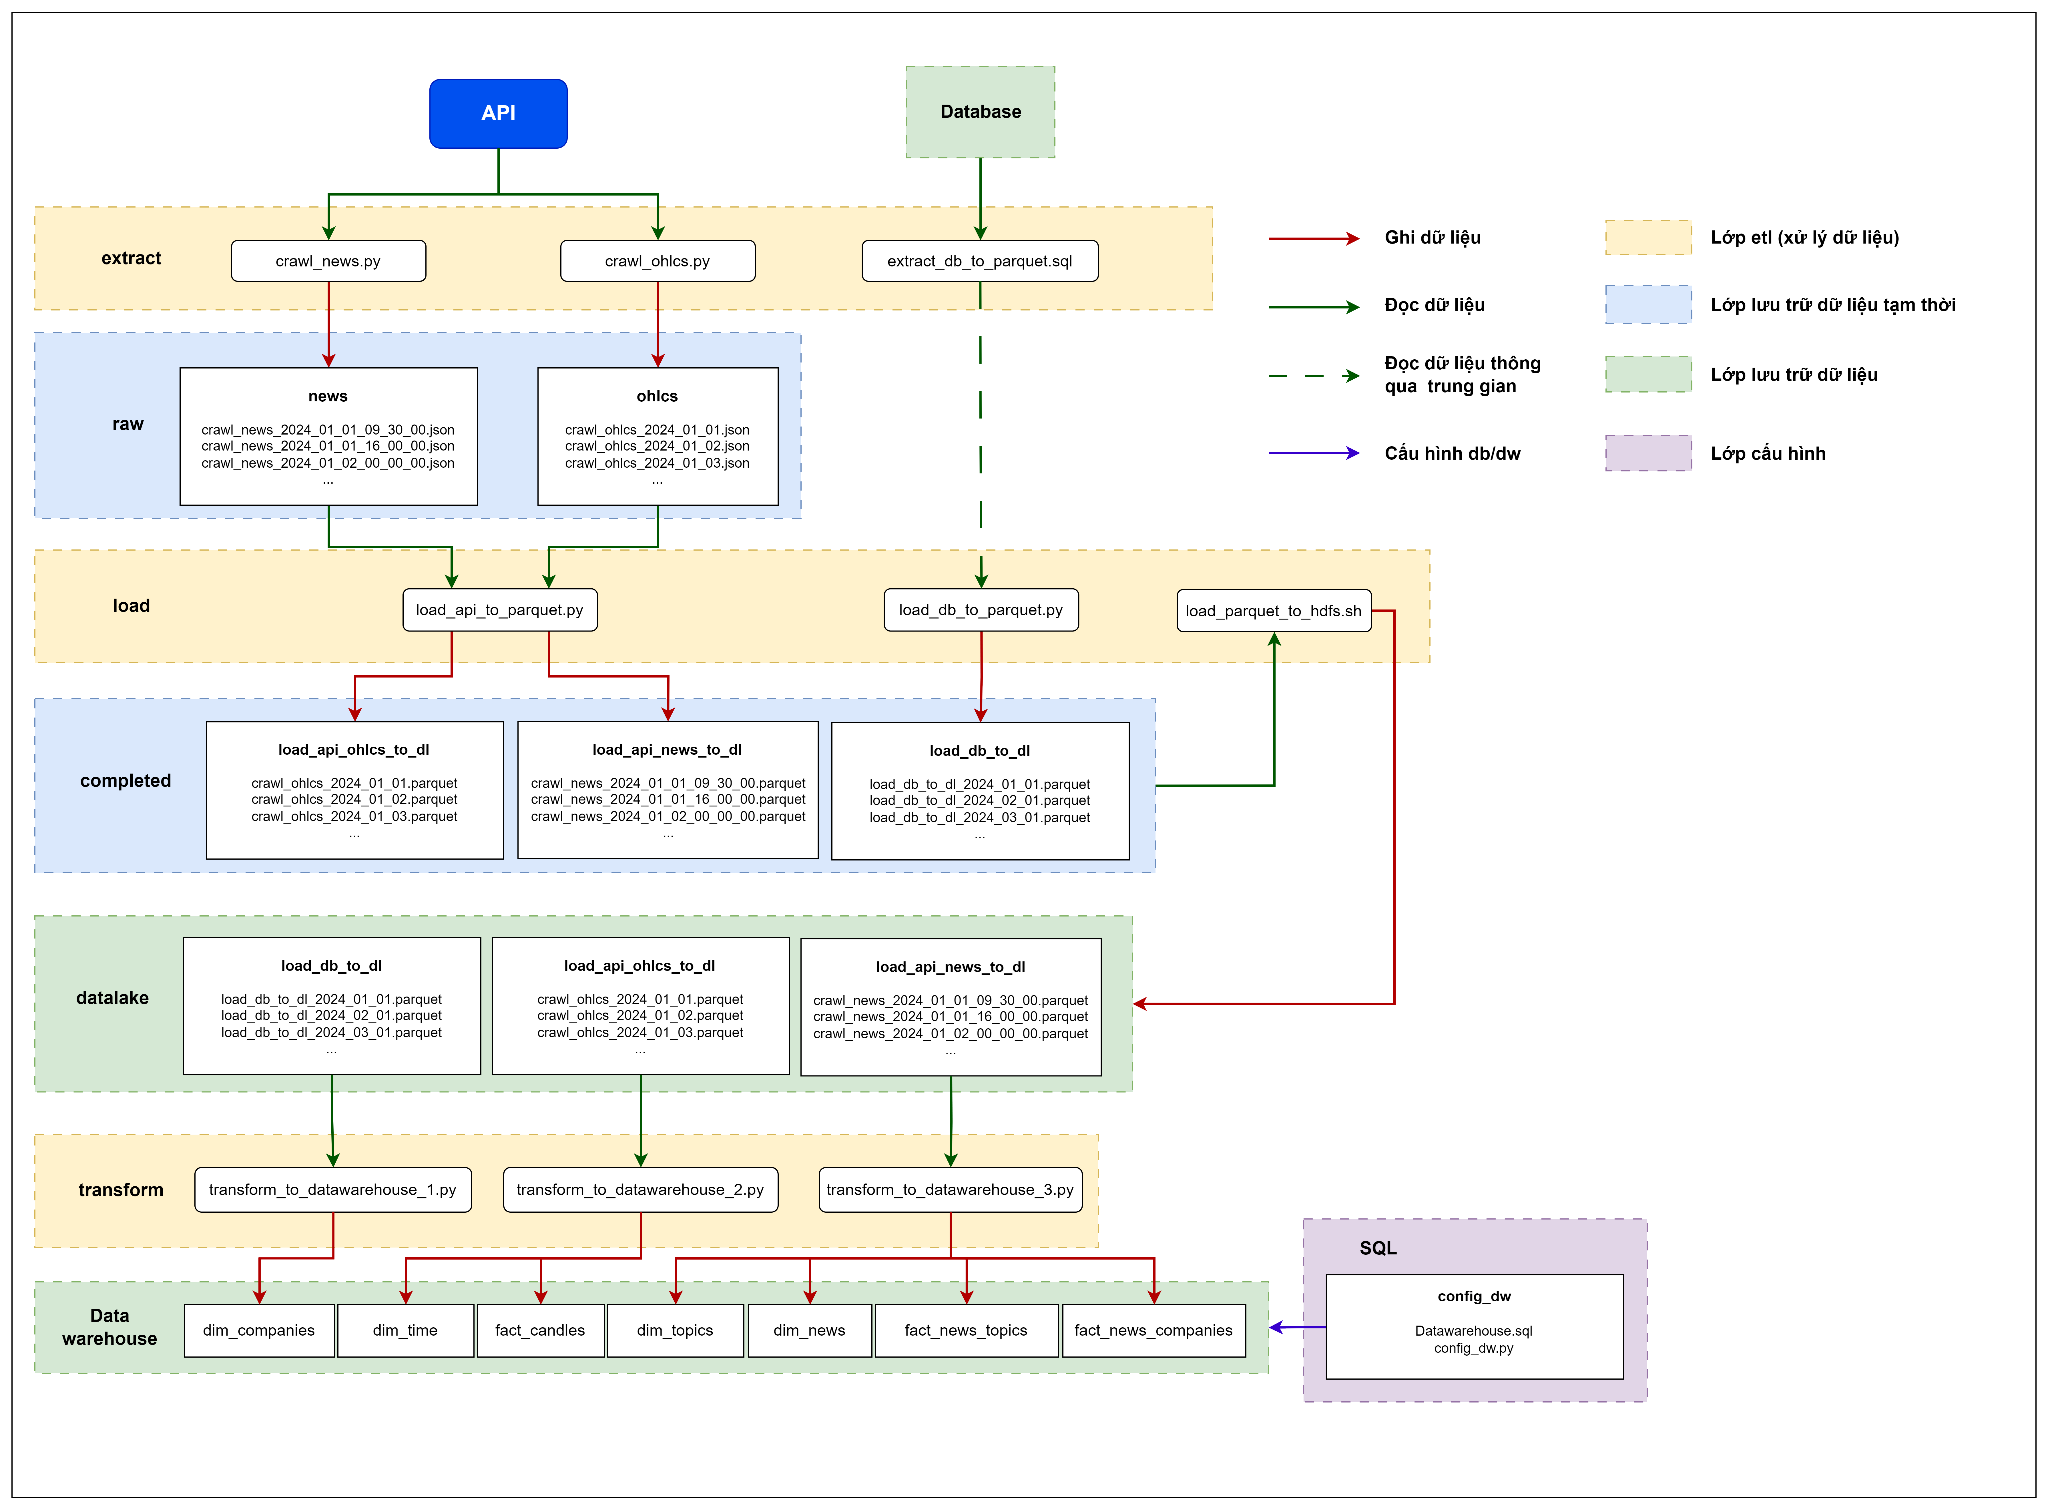 API
Database
extract
crawl_news.py
crawl_ohlcs.py
extract_db_to_parquet.sql
Ghi dữ liệu
Đọc dữ liệu
Đọc dữ liệu thông
qua trung gian
Cấu hình db/dw
Lớp etl (xử lý dữ liệu)
Lớp lưu trữ dữ liệu tạm thời
Lớp lưu trữ dữ liệu
Lớp cấu hình
raw
news
crawl_news_2024_01_01_09_30_00.json
crawl_news_2024_01_01_16_00_00.json
crawl_news_2024_01_02_00_00_00.json
...
ohlcs
crawl_ohlcs_2024_01_01.json
crawl_ohlcs_2024_01_02.json
crawl_ohlcs_2024_01_03.json
...
load
load_api_to_parquet.py
load_db_to_parquet.py
load_parquet_to_hdfs.sh
completed
load_api_ohlcs_to_dl
crawl_ohlcs_2024_01_01.parquet
crawl_ohlcs_2024_01_02.parquet
crawl_ohlcs_2024_01_03.parquet
...
load_api_news_to_dl
crawl_news_2024_01_01_09_30_00.parquet
crawl_news_2024_01_01_16_00_00.parquet
crawl_news_2024_01_02_00_00_00.parquet
...
load_db_to_dl
load_db_to_dl_2024_01_01.parquet
load_db_to_dl_2024_02_01.parquet
load_db_to_dl_2024_03_01.parquet
...
datalake
load_db_to_dl
load_db_to_dl_2024_01_01.parquet
load_db_to_dl_2024_02_01.parquet
load_db_to_dl_2024_03_01.parquet
...
load_api_ohlcs_to_dl
crawl_ohlcs_2024_01_01.parquet
crawl_ohlcs_2024_01_02.parquet
crawl_ohlcs_2024_01_03.parquet
...
load_api_news_to_dl
crawl_news_2024_01_01_09_30_00.parquet
crawl_news_2024_01_01_16_00_00.parquet
crawl_news_2024_01_02_00_00_00.parquet
...
transform
transform_to_datawarehouse_1.py
transform_to_datawarehouse_2.py
transform_to_datawarehouse_3.py
Data
warehouse
dim_companies
dim_time
fact_candles
dim_topics
dim_news
fact_news_topics
fact_news_companies
SQL
config_dw
Datawarehouse.sql
config_dw.py